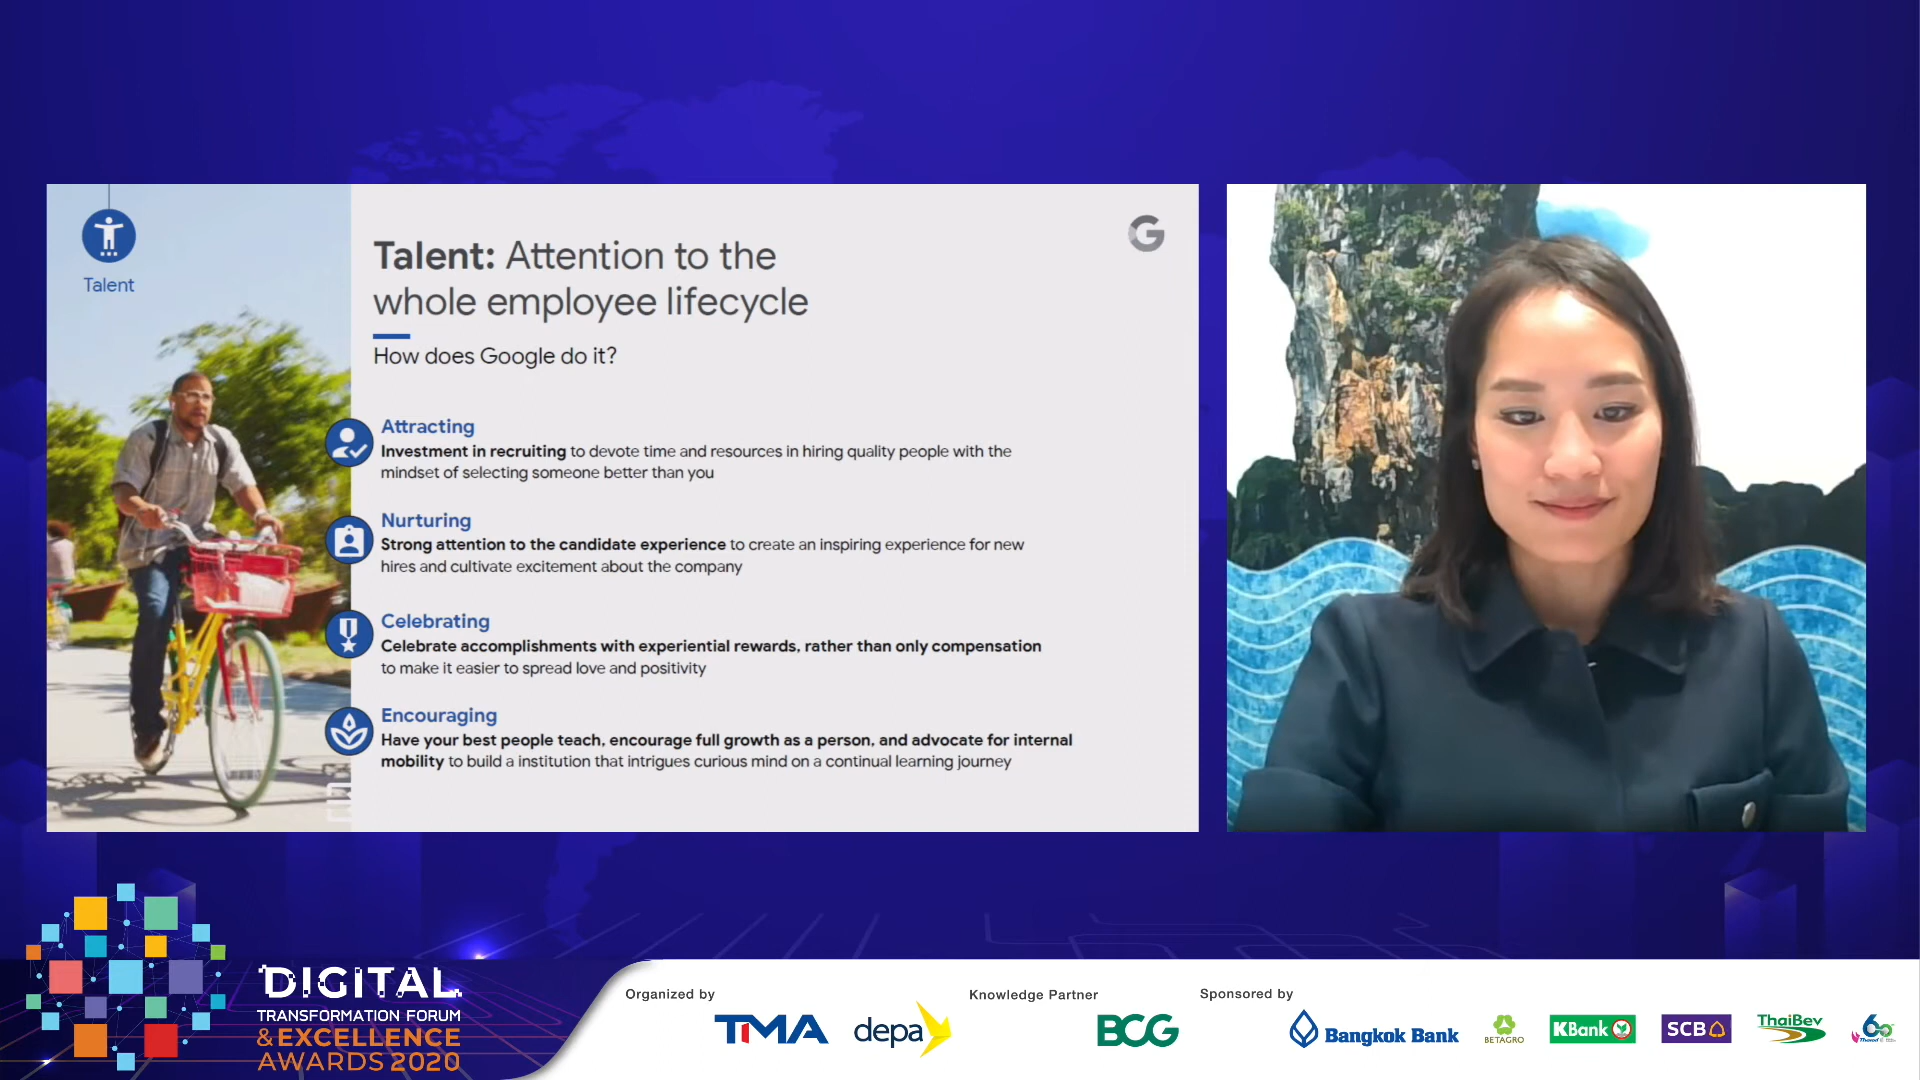 Talent
Talent: Attention to the
whole employee lifecycle
How does Google do it?
G
Attracting
Investment in recruiting to devote time and resources in hiring quality people with the
mindset of selecting someone better than you
Nurturing
Strong attention to the candidate experience to create an inspiring experience for new
hires and cultivate excitement about the company
Celebrating
Celebrate accomplishments with experiential rewards, rather than only compensation
to make it easier to spread love and positivity
Encouraging
Have your best people teach, encourage full growth as a person, and advocate for internal
mobility to build a institution that intrigues curious mind on a continual learning journey
DIGITAL
TRANSFORMATION FORUM
& EXCELLENCE
AWARDS 2020
Organized by
TMA
depa
Knowledge Partner
BCG
Sponsored by
Bangkok Bank
BETAGRO
KBank
SCB
ThaiBev
60